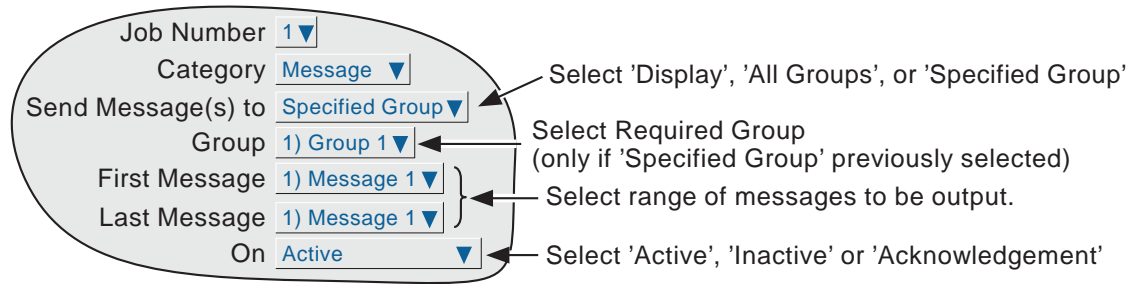 Job Number 1▼
Category Message ▼
Select 'Display', 'All Groups', or 'Specified Group'
Send Message(s) to Specified Group▼
Group 1) Group 1▼
Select Required Group
(only if 'Specified Group' previously selected)
First Message 1) Message 1▼
Select range of messages to be output.
Last Message 1) Message 1▼
On Active ▼
Select 'Active', 'Inactive' or 'Acknowledgement'